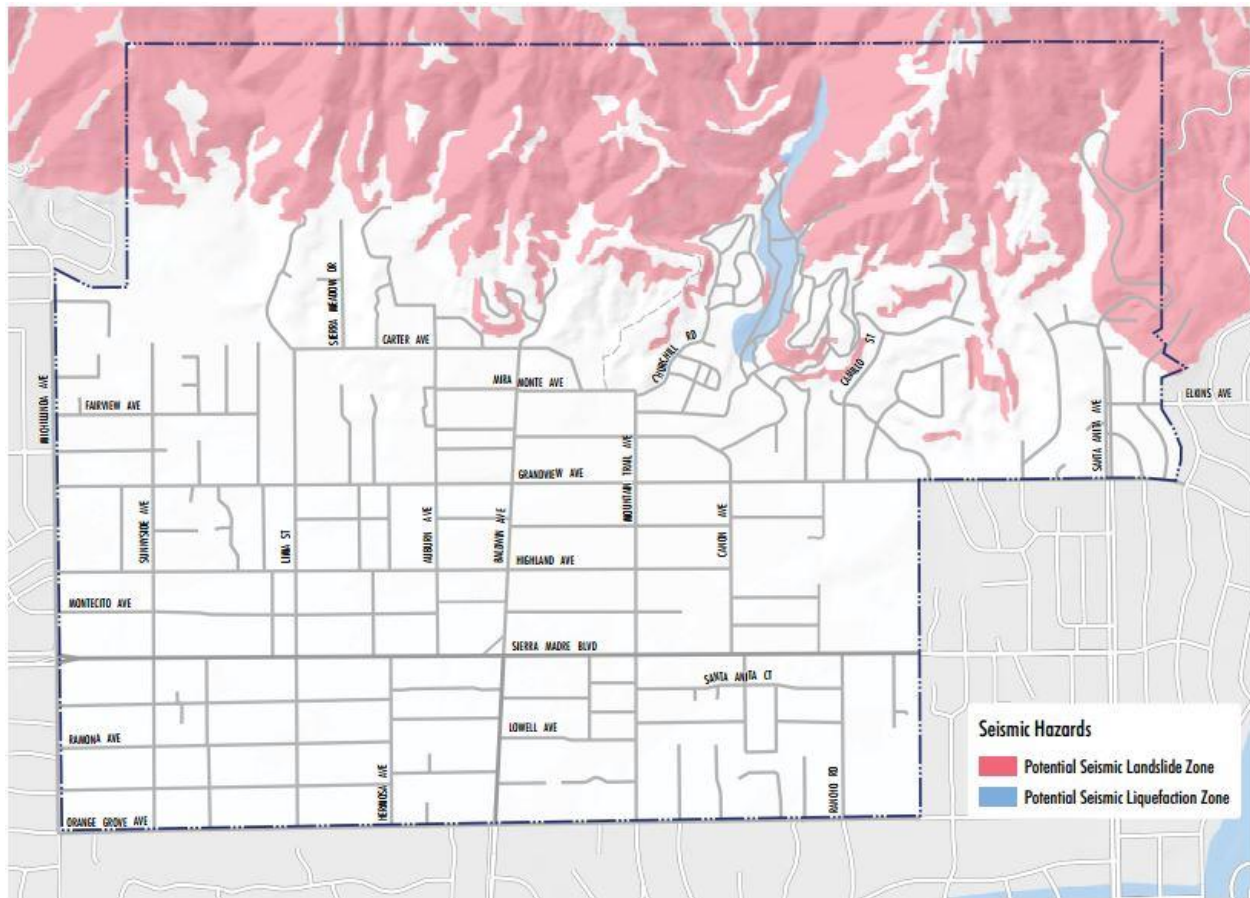 SIERRA MEADOW DR
CARTER AVE
MIRA MONTE AVE
CHURCHILL RD
CAMILLO ST
MICHILLINDA AVE
FAIRVIEW AVE
ELKINS AVE
SANTA ANITA AVE
GRANDVIEW AVE
MOUNTAIN TRAIL AVE
SUNNYSIDE AVE
LIMA ST
AUBURN AVE
BALDWIN AVE
CANON AVE
HIGHLAND AVE
MONTECITO AVE
SIERRA MADRE BLVD
SANTA ANITA CT
RAMONA AVE
LOWELL AVE
HERMOSA AVE
RANCHO RD
ORANGE GROVE AVE
Seismic Hazards
Potential Seismic Landslide Zone
Potential Seismic Liquefaction Zone